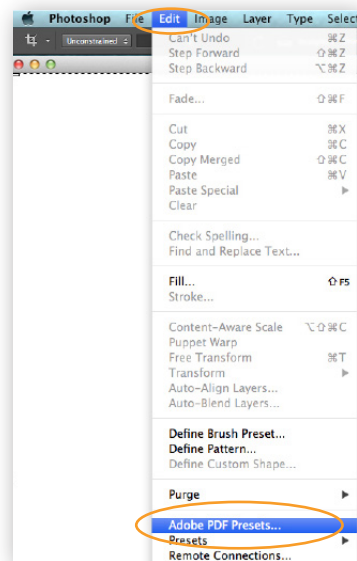 Photoshop File Edit Image Layer Type Select
Unconstrained
Can't Undo ⌘Z
Step Forward ⇧⌘Z
Step Backward ⌥⌘Z
Fade... ⇧⌘F
Cut ⌘X
Copy ⌘C
Copy Merged ⇧⌘C
Paste ⌘V
Paste Special
Clear
Check Spelling...
Find and Replace Text...
Fill... ⇧F5
Stroke...
Content-Aware Scale ⌥⇧⌘C
Puppet Warp
Free Transform ⌘T
Transform
Auto-Align Layers...
Auto-Blend Layers...
Define Brush Preset...
Define Pattern...
Define Custom Shape...
Purge
Adobe PDF Presets...
Presets
Remote Connections...